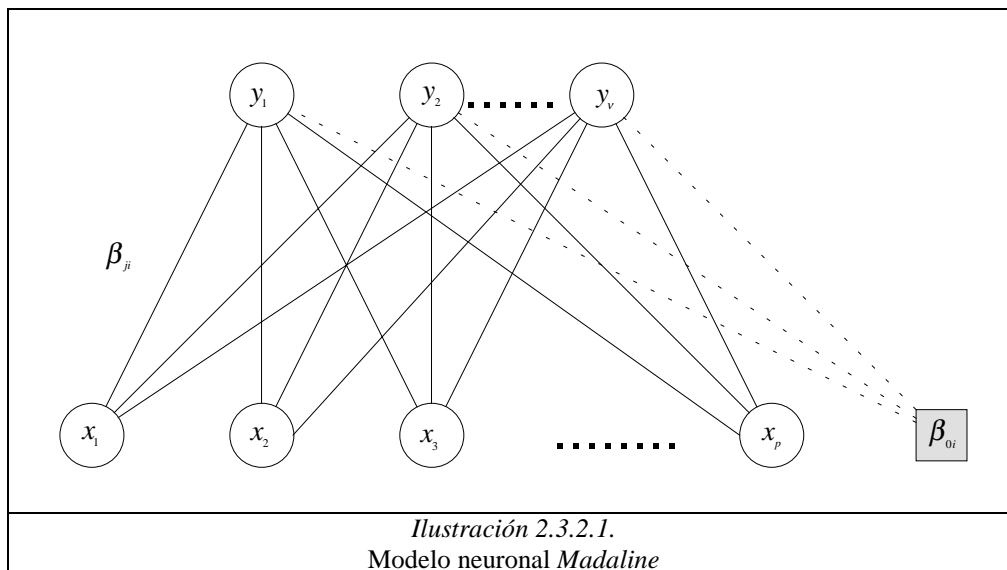 y₁ y₂ ...... yᵥ
βⱼᵢ
x₁ x₂ x₃ ........ xₚ β₀ᵢ
Ilustración 2.3.2.1.
Modelo neuronal Madaline